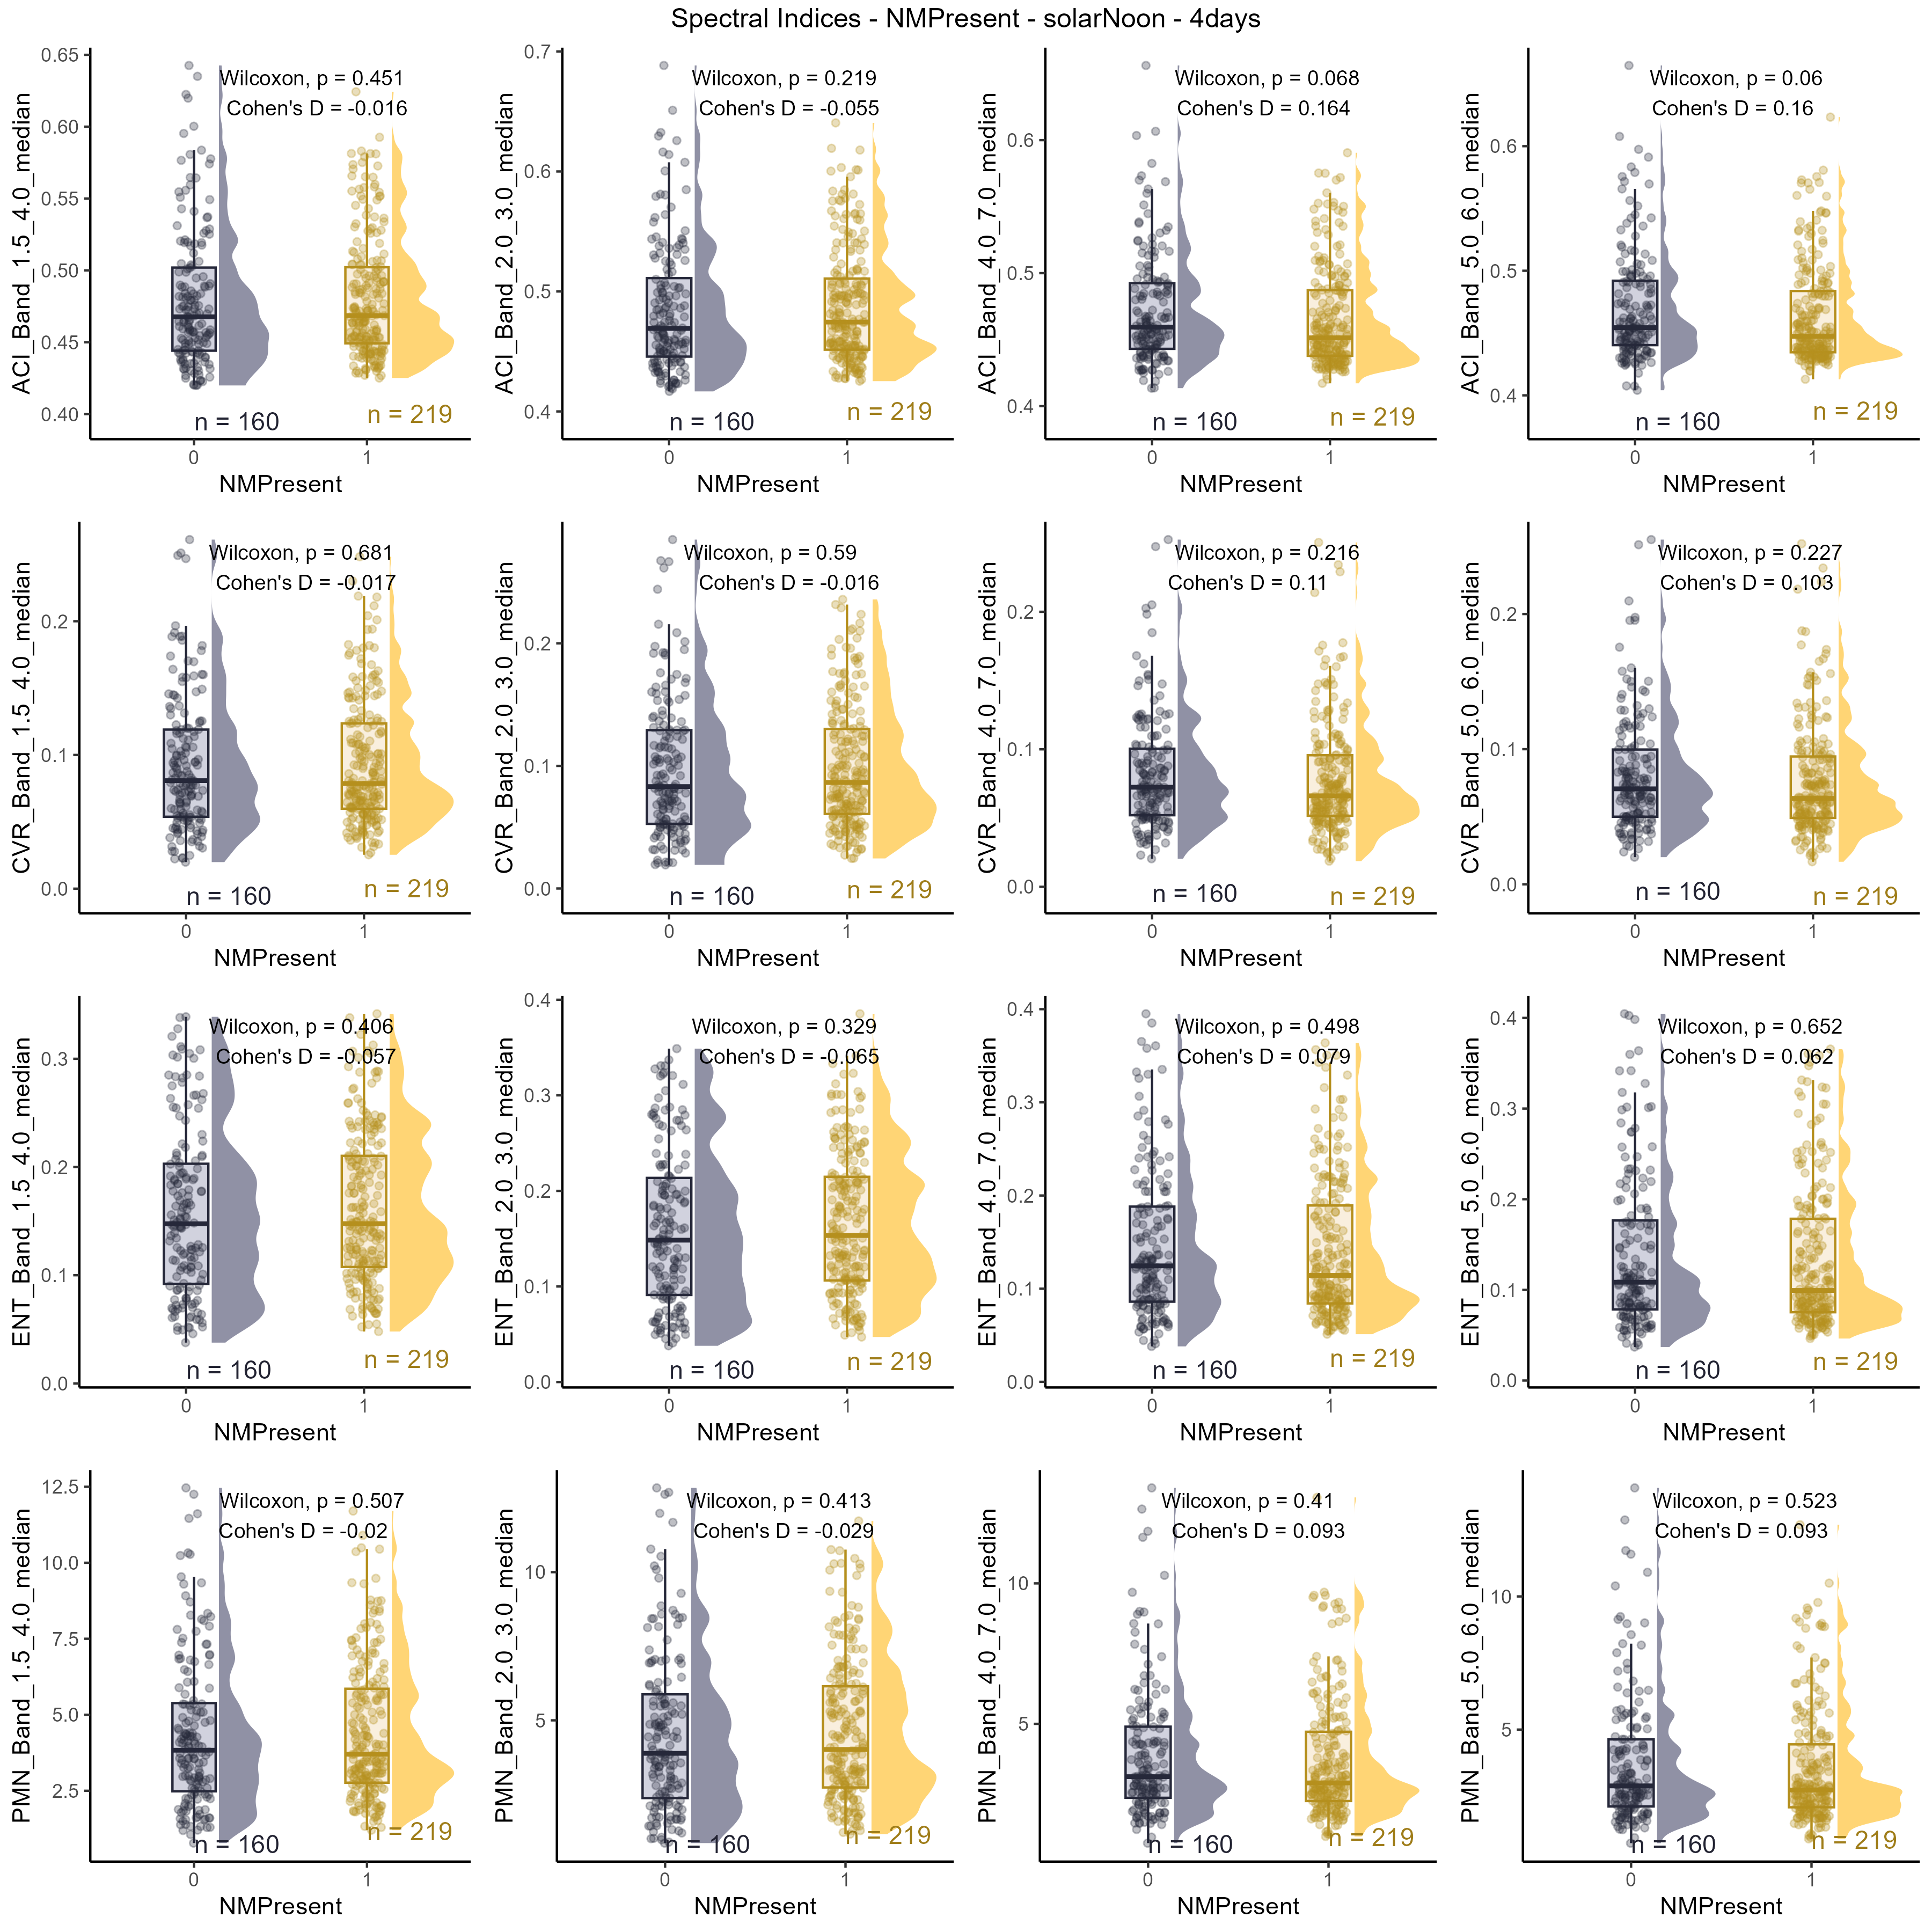 Spectral Indices - NMPresent - solarNoon - 4days
ACI_Band_1.5_4.0_median
0.65
0.60
0.55
0.50
0.45
0.40
Wilcoxon, p = 0.451
Cohen's D = -0.016
n = 160
n = 219
0
1
NMPresent
ACI_Band_2.0_3.0_median
0.7
0.6
0.5
0.4
Wilcoxon, p = 0.219
Cohen's D = -0.055
n = 160
n = 219
0
1
NMPresent
ACI_Band_4.0_7.0_median
0.6
0.5
0.4
Wilcoxon, p = 0.068
Cohen's D = 0.164
n = 160
n = 219
0
1
NMPresent
ACI_Band_5.0_6.0_median
0.6
0.5
0.4
Wilcoxon, p = 0.06
Cohen's D = 0.16
n = 160
n = 219
0
1
NMPresent
CVR_Band_1.5_4.0_median
0.2
0.1
0.0
Wilcoxon, p = 0.681
Cohen's D = -0.017
n = 160
n = 219
0
1
NMPresent
CVR_Band_2.0_3.0_median
0.2
0.1
0.0
Wilcoxon, p = 0.59
Cohen's D = -0.016
n = 160
n = 219
0
1
NMPresent
CVR_Band_4.0_7.0_median
0.2
0.1
0.0
Wilcoxon, p = 0.216
Cohen's D = 0.11
n = 160
n = 219
0
1
NMPresent
CVR_Band_5.0_6.0_median
0.2
0.1
0.0
Wilcoxon, p = 0.227
Cohen's D = 0.103
n = 160
n = 219
0
1
NMPresent
ENT_Band_1.5_4.0_median
0.3
0.2
0.1
0.0
Wilcoxon, p = 0.406
Cohen's D = -0.057
n = 160
n = 219
0
1
NMPresent
ENT_Band_2.0_3.0_median
0.4
0.3
0.2
0.1
0.0
Wilcoxon, p = 0.329
Cohen's D = -0.065
n = 160
n = 219
0
1
NMPresent
ENT_Band_4.0_7.0_median
0.4
0.3
0.2
0.1
0.0
Wilcoxon, p = 0.498
Cohen's D = 0.079
n = 160
n = 219
0
1
NMPresent
ENT_Band_5.0_6.0_median
0.4
0.3
0.2
0.1
0.0
Wilcoxon, p = 0.652
Cohen's D = 0.062
n = 160
n = 219
0
1
NMPresent
PMN_Band_1.5_4.0_median
12.5
10.0
7.5
5.0
2.5
Wilcoxon, p = 0.507
Cohen's D = -0.02
n = 160
n = 219
0
1
NMPresent
PMN_Band_2.0_3.0_median
10
5
Wilcoxon, p = 0.413
Cohen's D = -0.029
n = 160
n = 219
0
1
NMPresent
PMN_Band_4.0_7.0_median
10
5
Wilcoxon, p = 0.41
Cohen's D = 0.093
n = 160
n = 219
0
1
NMPresent
PMN_Band_5.0_6.0_median
10
5
Wilcoxon, p = 0.523
Cohen's D = 0.093
n = 160
n = 219
0
1
NMPresent